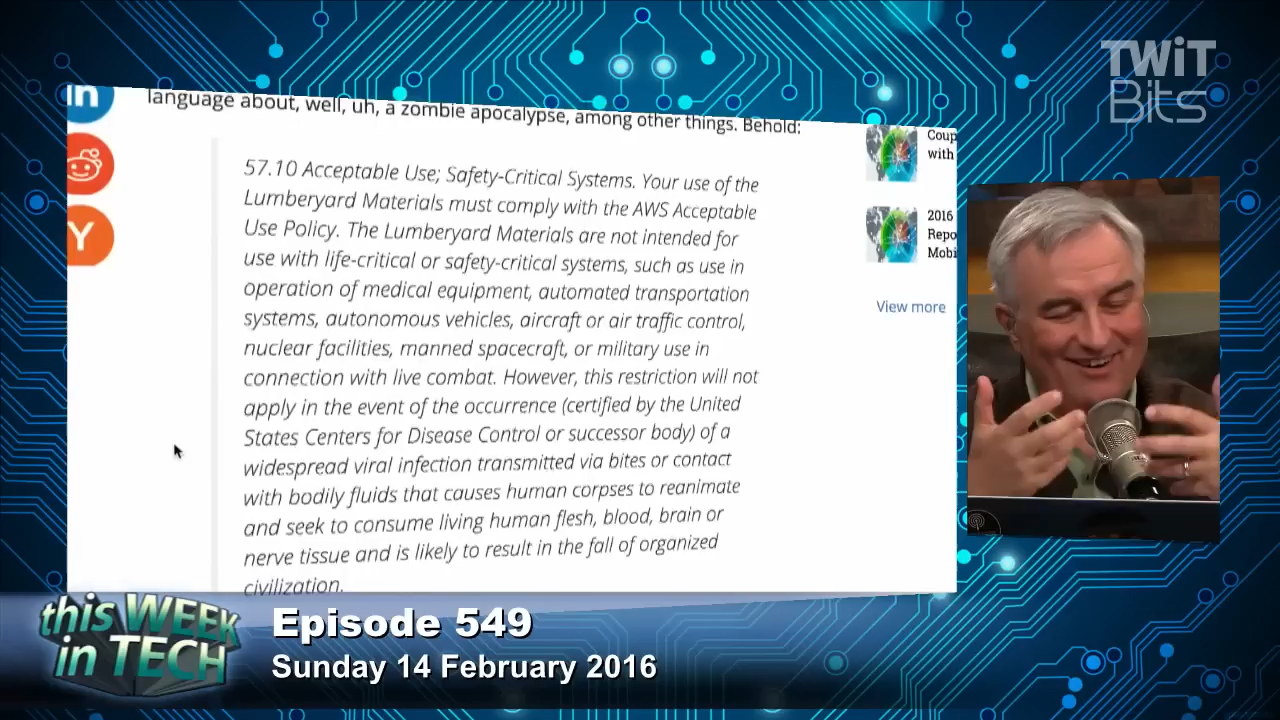 TWiT
Bits
in
language about, well, uh, a zombie apocalypse, among other things. Behold:
Coup
with
57.10 Acceptable Use; Safety-Critical Systems. Your use of the
Lumberyard Materials must comply with the AWS Acceptable
Use Policy. The Lumberyard Materials are not intended for
use with life-critical or safety-critical systems, such as use in
operation of medical equipment, automated transportation
systems, autonomous vehicles, aircraft or air traffic control,
nuclear facilities, manned spacecraft, or military use in
connection with live combat. However, this restriction will not
apply in the event of the occurrence (certified by the United
States Centers for Disease Control or successor body) of a
widespread viral infection transmitted via bites or contact
with bodily fluids that causes human corpses to reanimate
and seek to consume living human flesh, blood, brain or
nerve tissue and is likely to result in the fall of organized
civilization.
Y
2016
Repo
Mobi
View more
this WEEK
in TECH
Episode 549
Sunday 14 February 2016